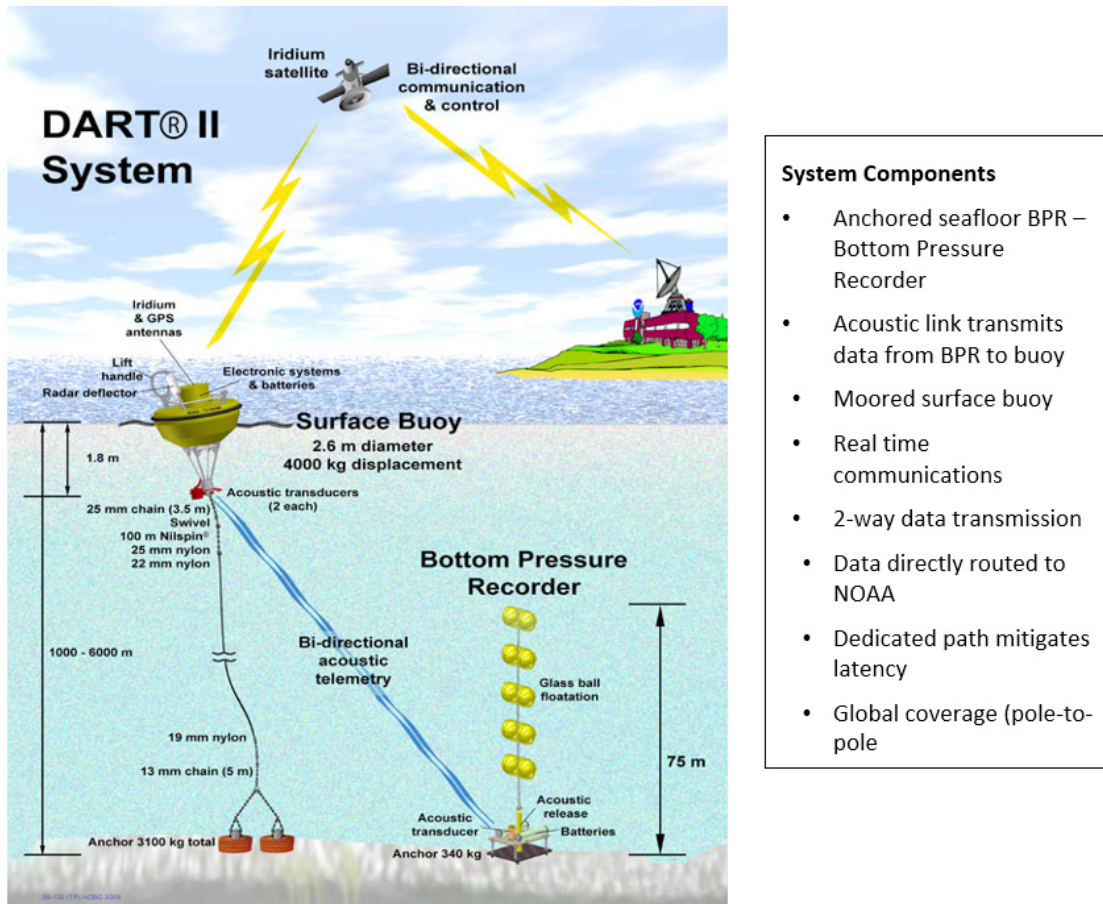 Iridium
satellite
Bi-directional
communication
& control
DART® II
System
Iridium
& GPS
antennas
Lift
handle
Radar deflector
Electronic systems
& batteries
Surface Buoy
2.6 m diameter
4000 kg displacement
1.8 m
Acoustic transducers
(2 each)
25 mm chain (3.5 m)
Swivel
100 m Nilspin®
25 mm nylon
22 mm nylon
Bottom Pressure
Recorder
Bi-directional
acoustic
telemetry
1000 - 6000 m
Glass ball
floatation
19 mm nylon
75 m
13 mm chain (5 m)
Acoustic
release
Acoustic
transducer
Batteries
Anchor 3100 kg total
Anchor 340 kg
System Components
• Anchored seafloor BPR –
Bottom Pressure
Recorder
• Acoustic link transmits
data from BPR to buoy
• Moored surface buoy
• Real time
communications
• 2-way data transmission
• Data directly routed to
NOAA
• Dedicated path mitigates
latency
• Global coverage (pole-to-
pole